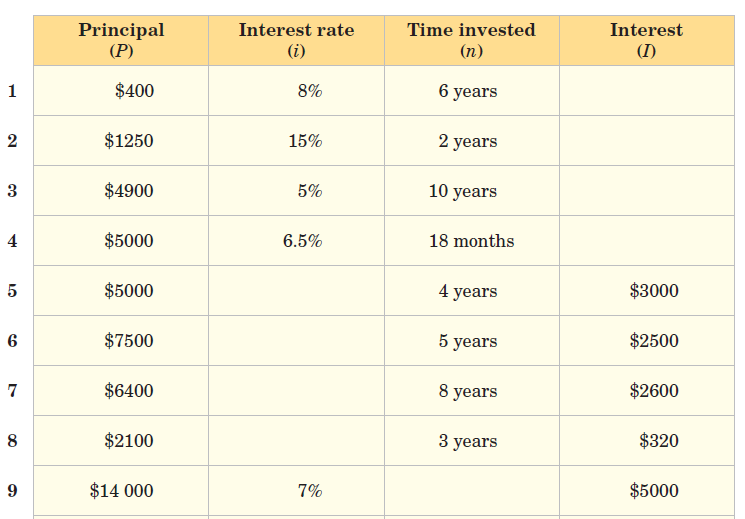 Principal Interest rate Time invested Interest
(P) (i) (n) (I)
1 $400 8% 6 years
2 $1250 15% 2 years
3 $4900 5% 10 years
4 $5000 6.5% 18 months
5 $5000 4 years $3000
6 $7500 5 years $2500
7 $6400 8 years $2600
8 $2100 3 years $320
9 $14 000 7% $5000